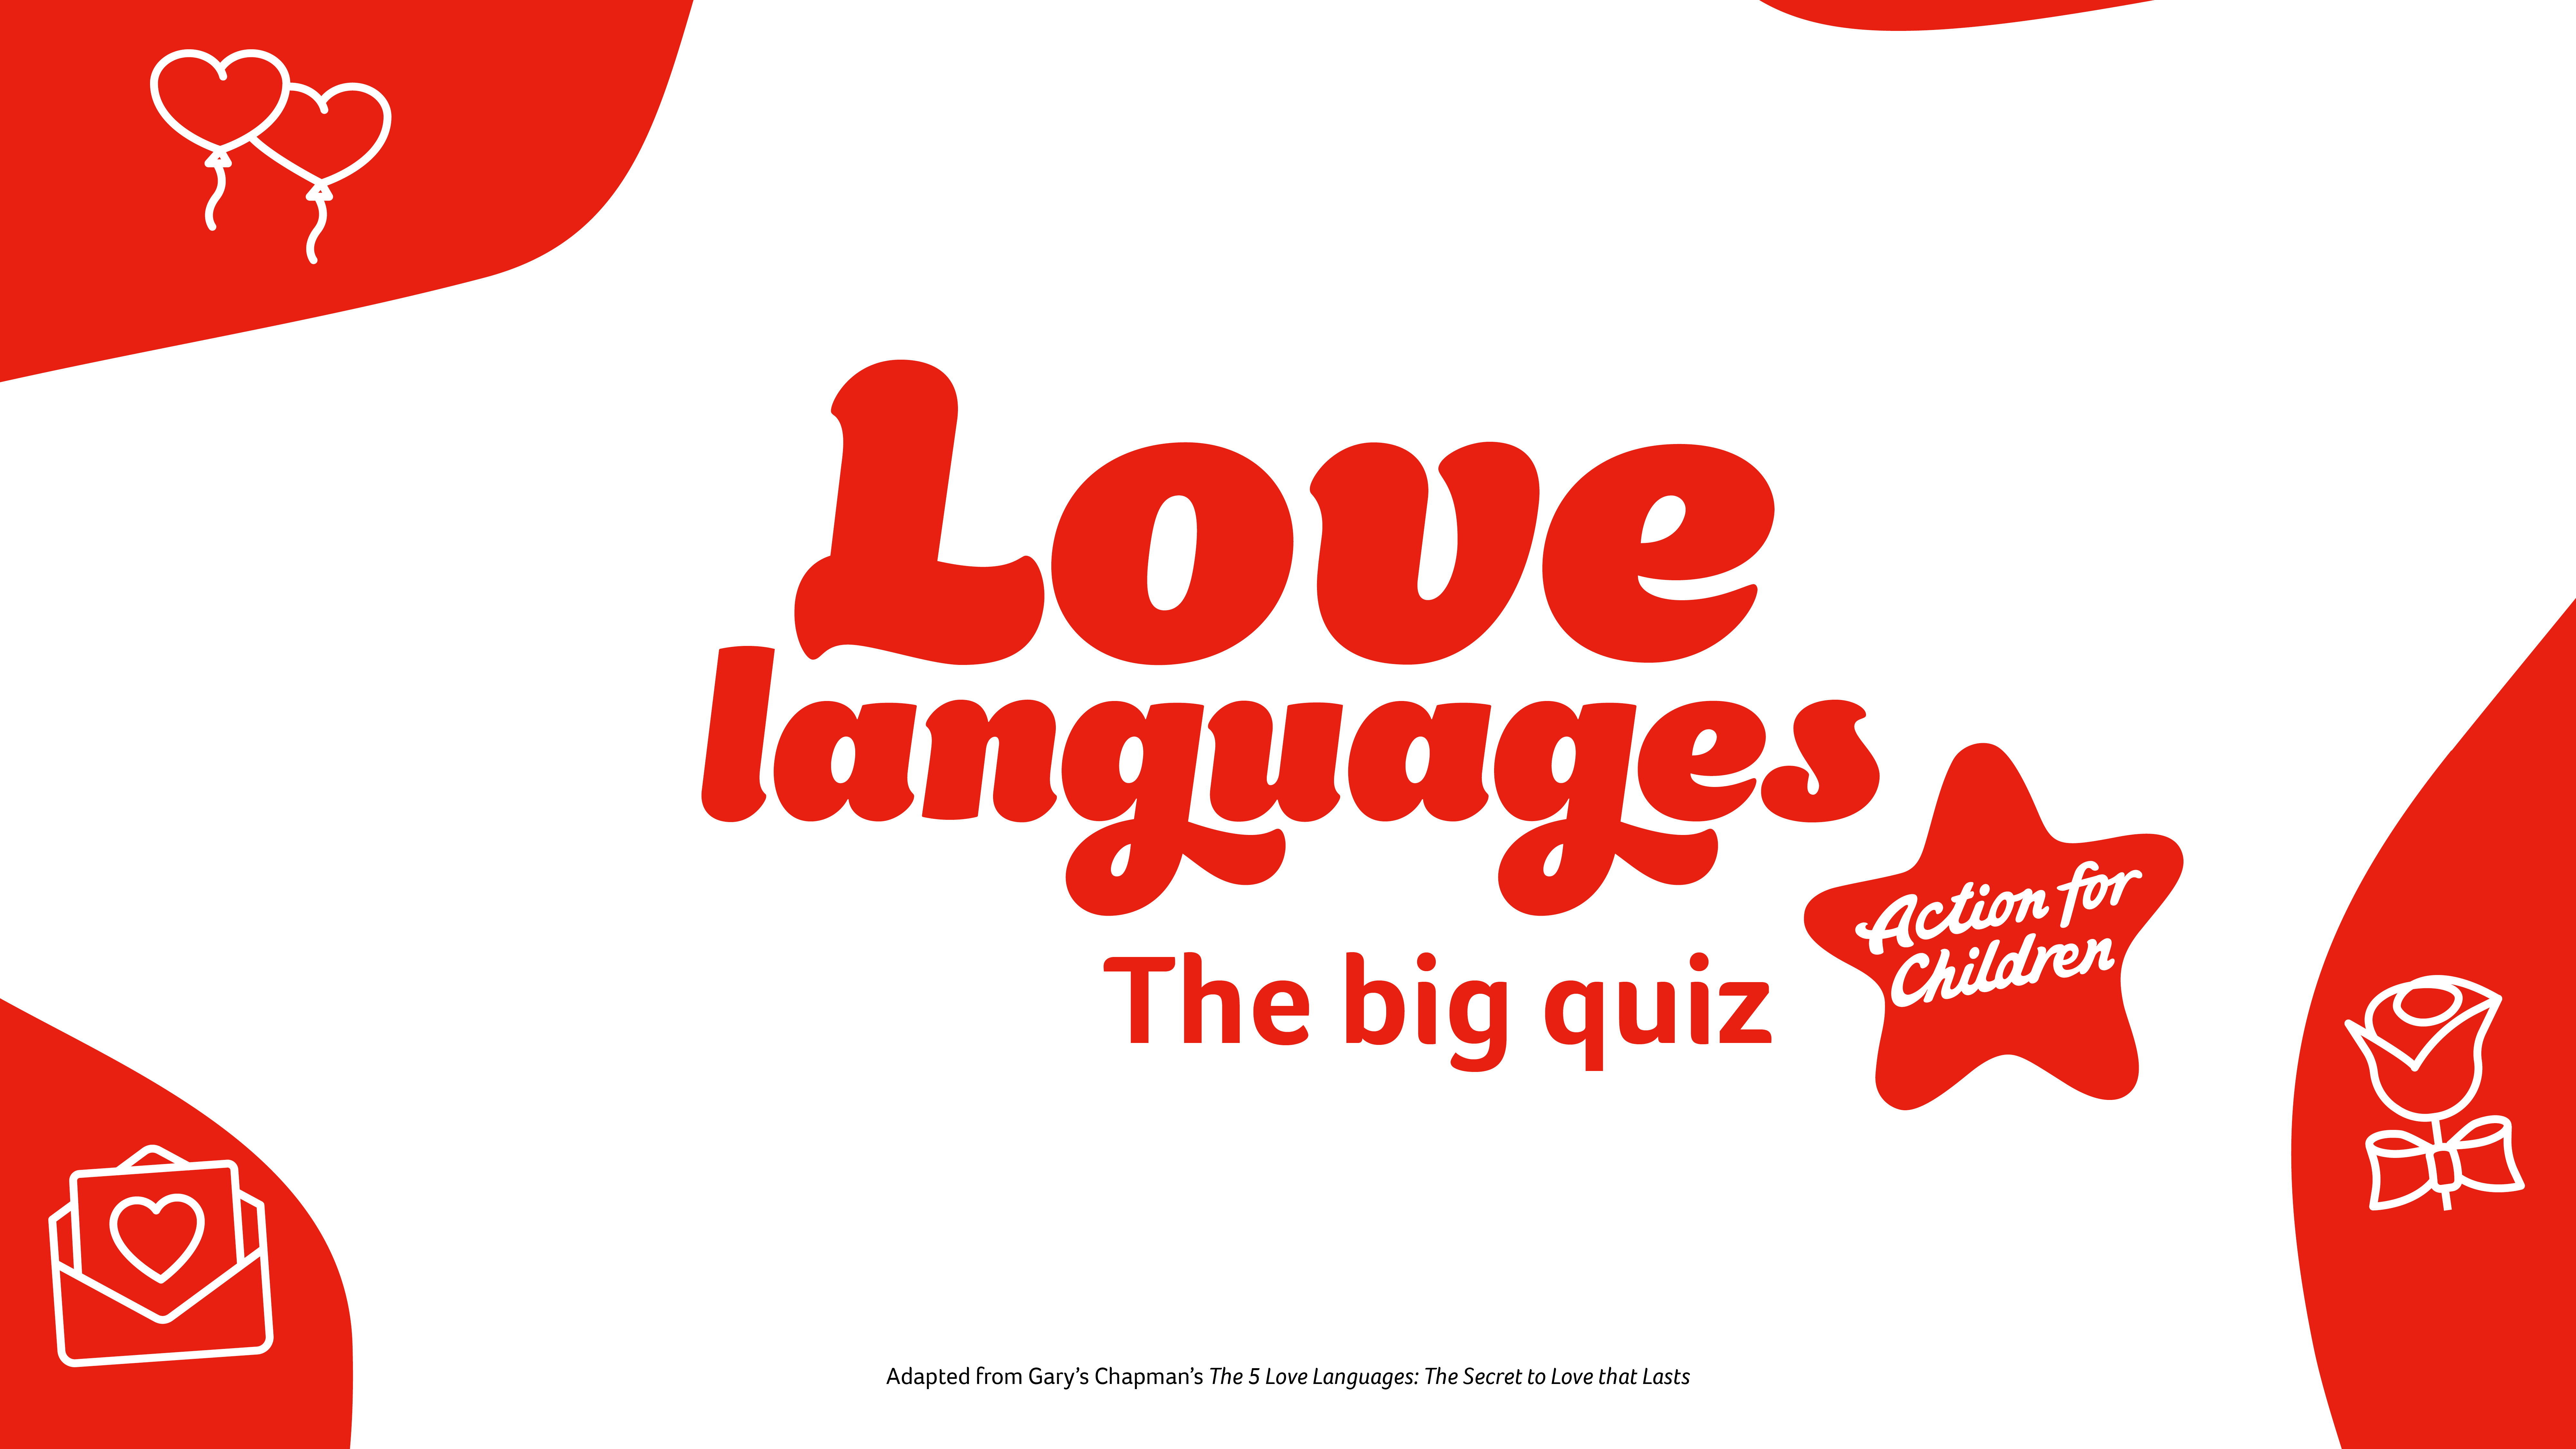 Love
languages
The big quiz
Action for
Children
Adapted from Gary’s Chapman’s The 5 Love Languages: The Secret to Love that Lasts